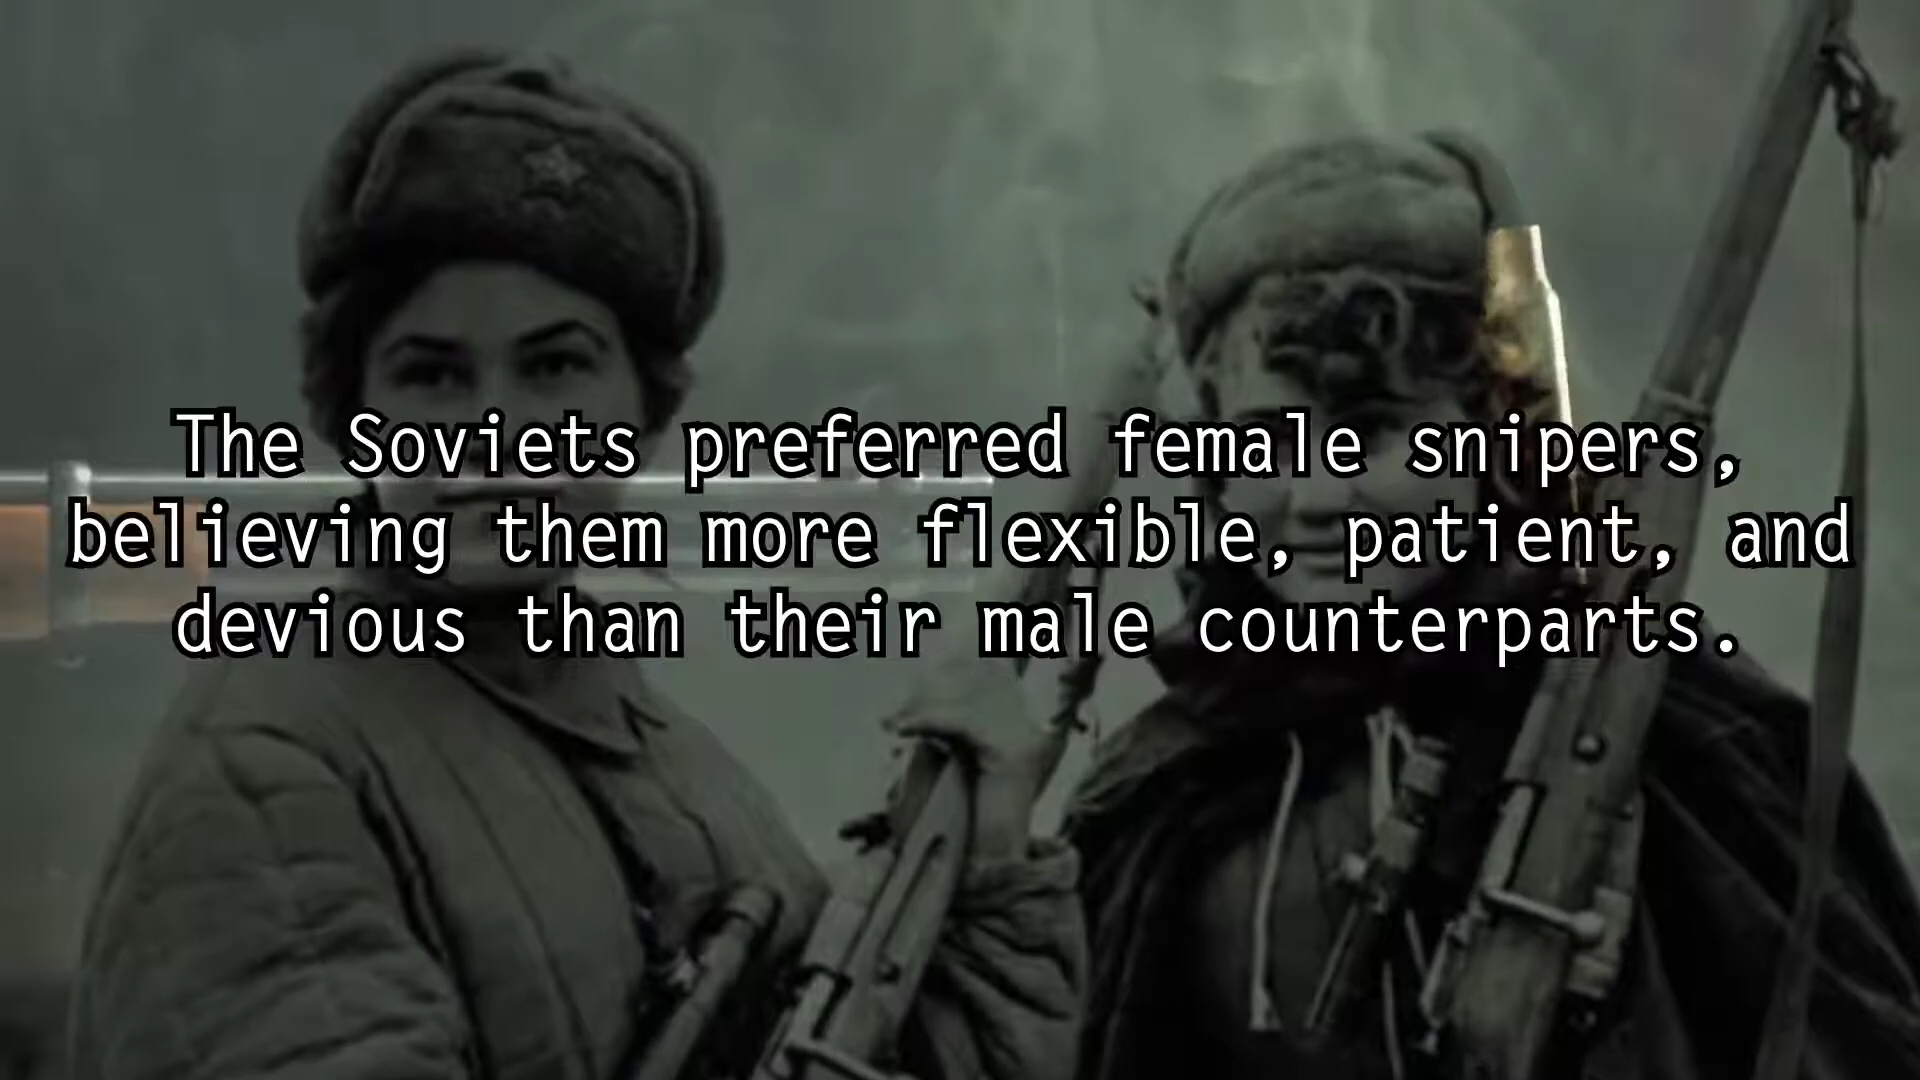 The Soviets preferred female snipers,
believing them more flexible, patient, and
devious than their male counterparts.